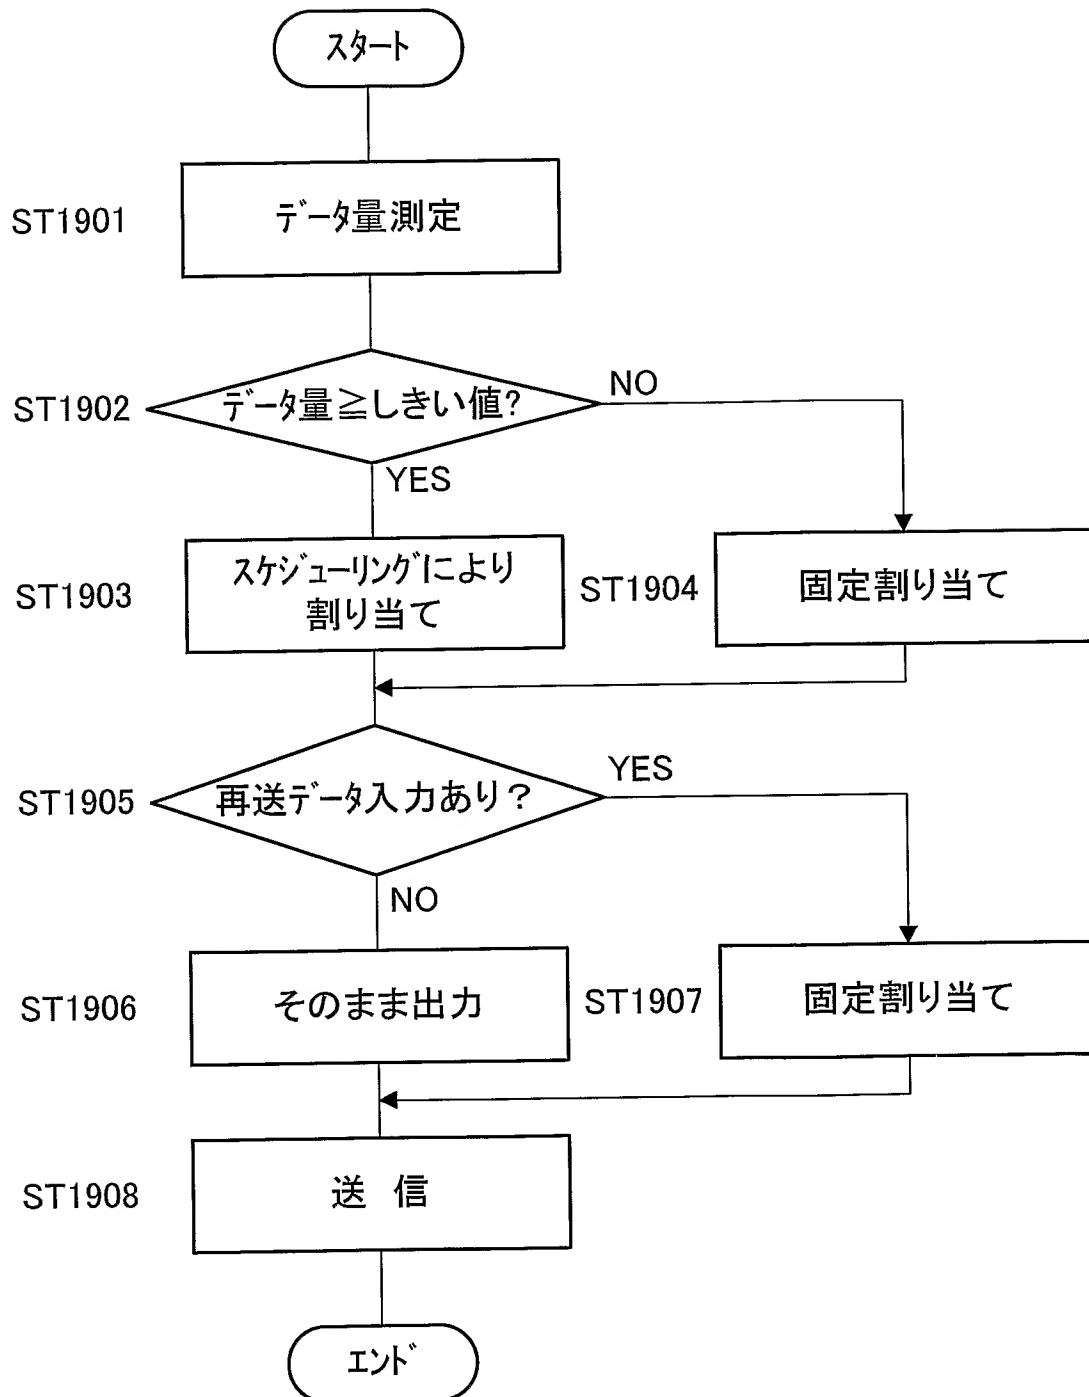 スタート
ST1901
データ量測定
ST1902
データ量≧しきい値?
NO
YES
ST1903
スケジューリングにより
割り当て
ST1904
固定割り当て
ST1905
再送データ入力あり?
YES
NO
ST1906
そのまま出力
ST1907
固定割り当て
ST1908
送 信
エンド